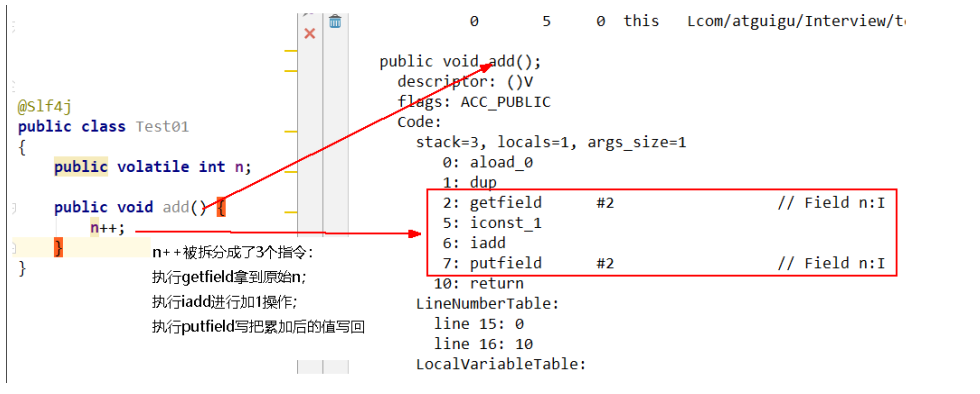 @Slf4j
public class Test01
{
public volatile int n;
public void add() {
n++;
}
}
n++被拆分成了3个指令:
执行getfield拿到原始n;
执行iadd进行加1操作;
执行putfield写把累加后的值写回
0 5 0 this Lcom/atguigu/Interview/t
public void add();
descriptor: ()V
flags: ACC_PUBLIC
Code:
stack=3, locals=1, args_size=1
0: aload_0
1: dup
2: getfield #2 // Field n:I
5: iconst_1
6: iadd
7: putfield #2 // Field n:I
10: return
LineNumberTable:
line 15: 0
line 16: 10
LocalVariableTable: